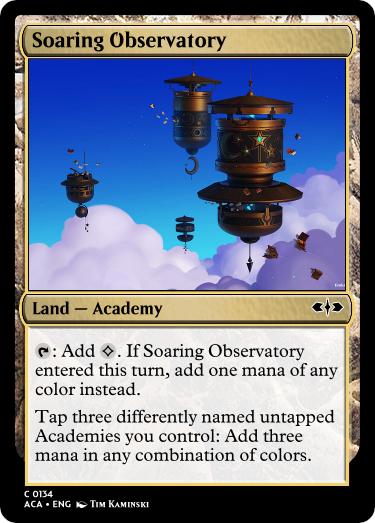 Soaring Observatory
Land — Academy
: Add . If Soaring Observatory
entered this turn, add one mana of any
color instead.
Tap three differently named untapped
Academies you control: Add three
mana in any combination of colors.
C 0134
ACA • ENG Tim Kaminski